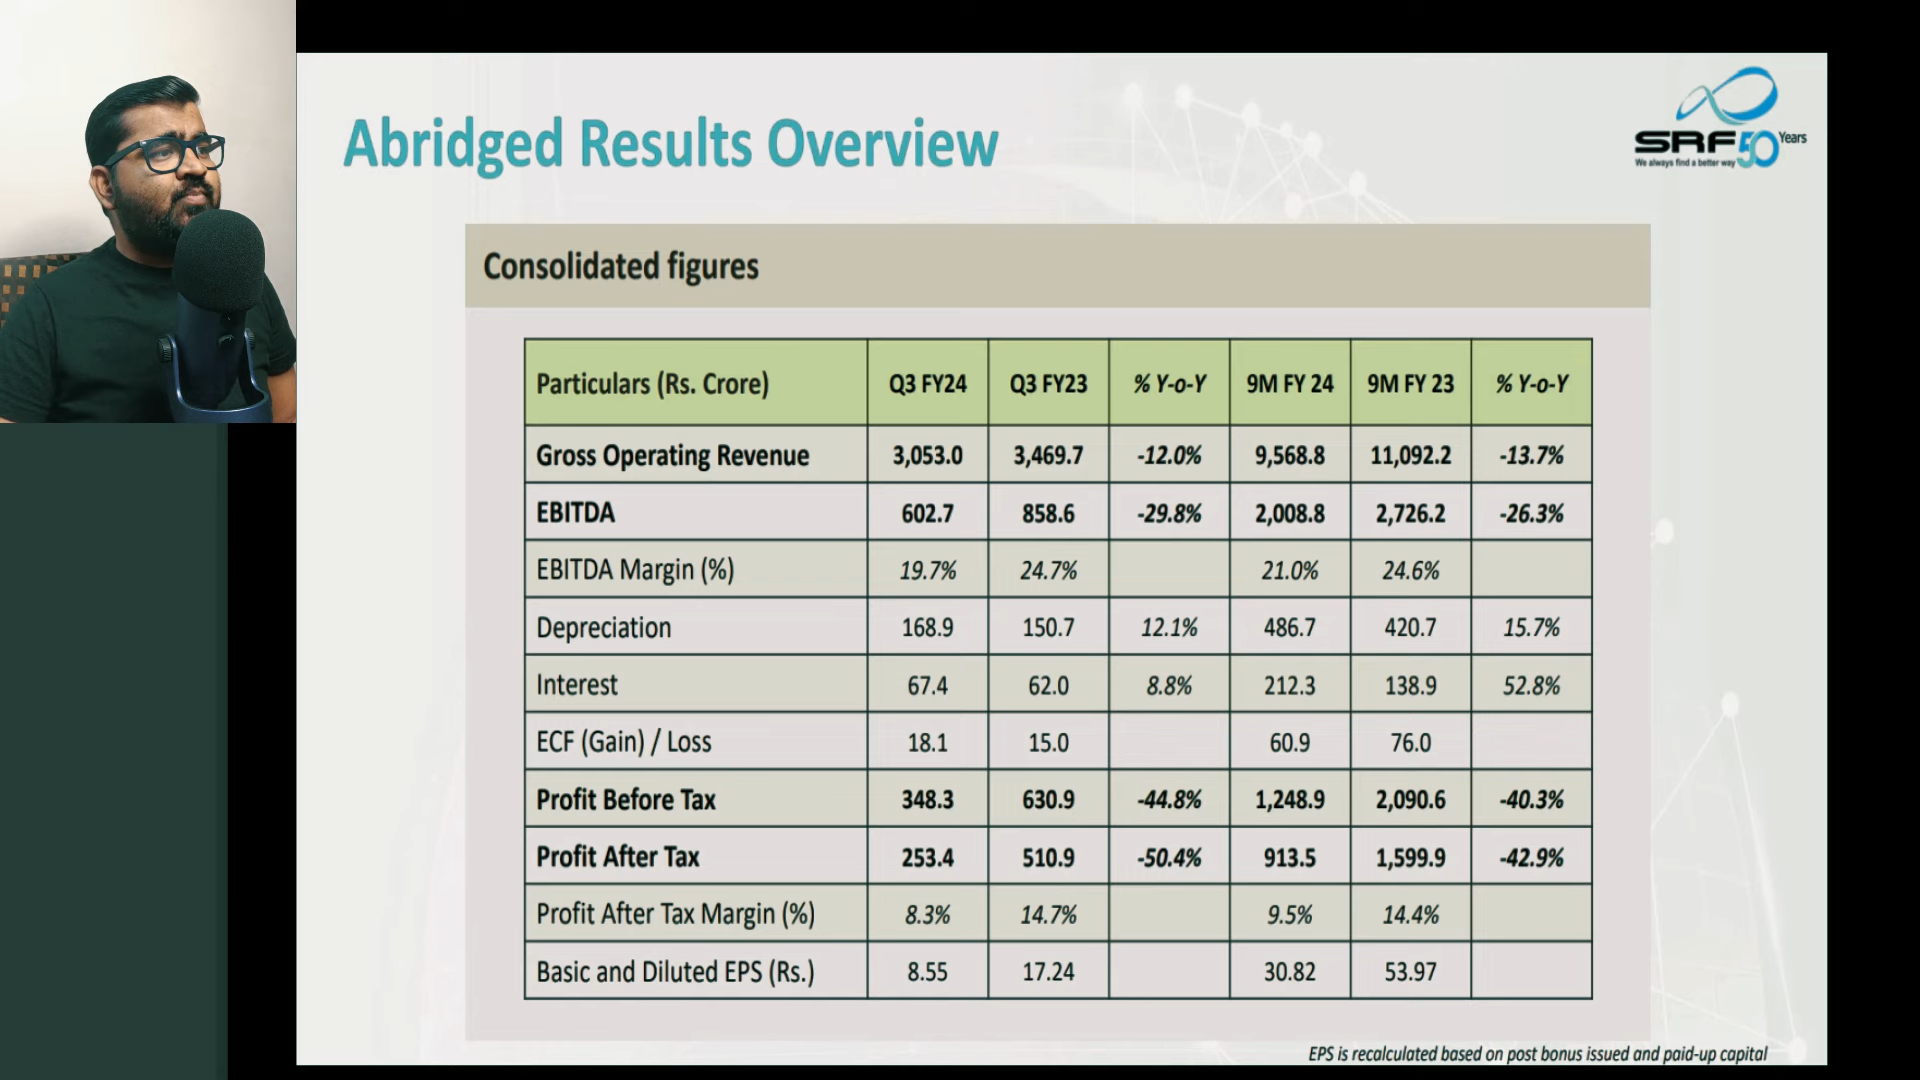 Abridged Results Overview
SRF 50 Years
We always find a better way
Consolidated figures
Particulars (Rs. Crore) Q3 FY24 Q3 FY23 % Y-o-Y 9M FY 24 9M FY 23 % Y-o-Y
Gross Operating Revenue 3,053.0 3,469.7 -12.0% 9,568.8 11,092.2 -13.7%
EBITDA 602.7 858.6 -29.8% 2,008.8 2,726.2 -26.3%
EBITDA Margin (%) 19.7% 24.7% 21.0% 24.6%
Depreciation 168.9 150.7 12.1% 486.7 420.7 15.7%
Interest 67.4 62.0 8.8% 212.3 138.9 52.8%
ECF (Gain) / Loss 18.1 15.0 60.9 76.0
Profit Before Tax 348.3 630.9 -44.8% 1,248.9 2,090.6 -40.3%
Profit After Tax 253.4 510.9 -50.4% 913.5 1,599.9 -42.9%
Profit After Tax Margin (%) 8.3% 14.7% 9.5% 14.4%
Basic and Diluted EPS (Rs.) 8.55 17.24 30.82 53.97
EPS is recalculated based on post bonus issued and paid-up capital